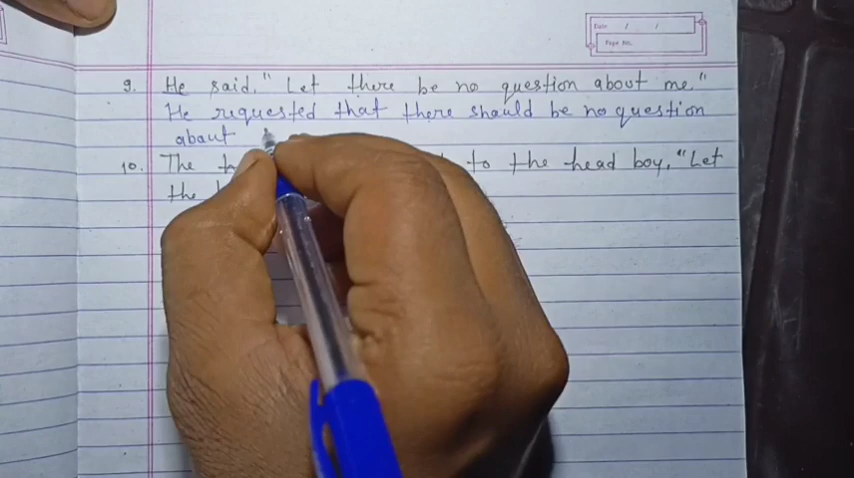 Date / /
Page No.
9. He said, "Let there be no question about me"
He requested that there should be no question
about
10. The to the head boy, "Let
the